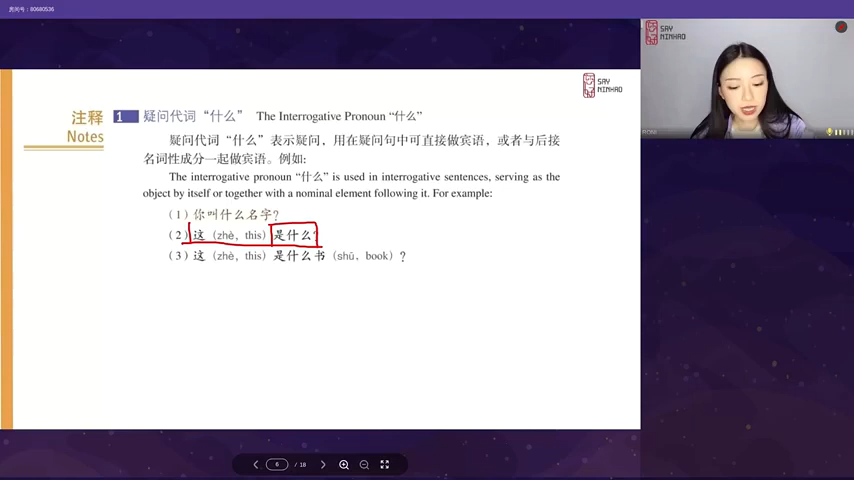 房间号：80680536
SAY
NINHAO
SAY
NINHAO
注释
Notes
1 疑问代词“什么” The Interrogative Pronoun “什么”
疑问代词“什么”表示疑问，用在疑问句中可直接做宾语，或者与后接
名词性成分一起做宾语。例如：
The interrogative pronoun “什么” is used in interrogative sentences, serving as the
object by itself or together with a nominal element following it. For example:
（1）你叫什么名字？
（2）这（zhè, this）是什么？
（3）这（zhè, this）是什么书（shū, book）？
6 / 18